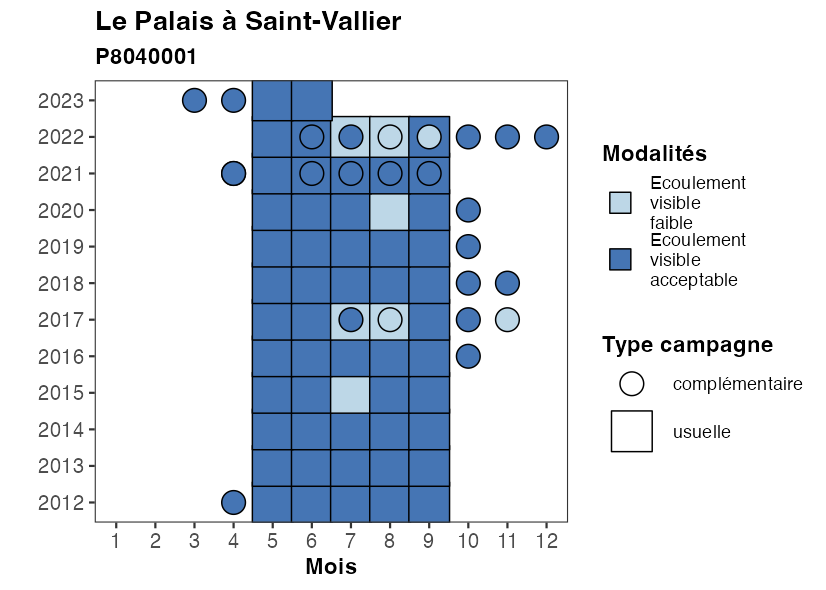 Le Palais à Saint-Vallier
P8040001
2023
2022
2021
2020
2019
2018
2017
2016
2015
2014
2013
2012
1 2 3 4 5 6 7 8 9 10 11 12
Mois
Modalités
Ecoulement
visible
faible
Ecoulement
visible
acceptable
Type campagne
complémentaire
usuelle